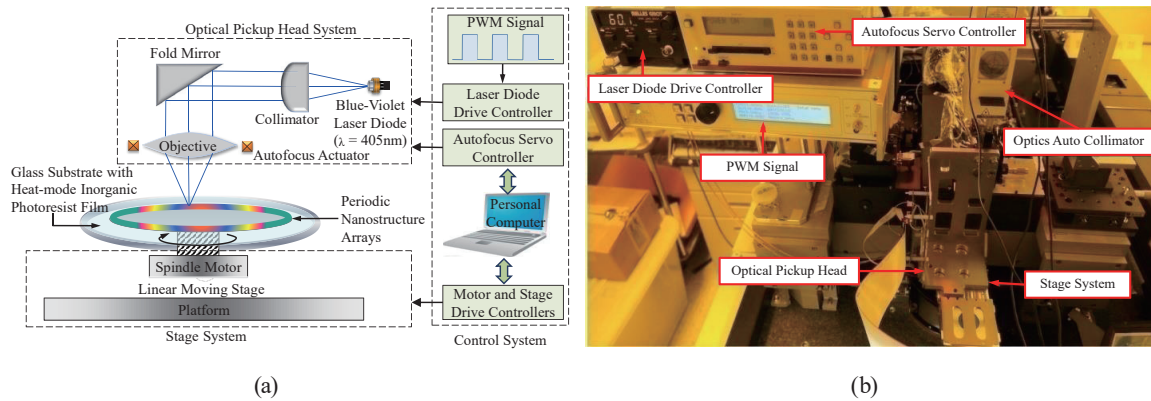 Optical Pickup Head System
Fold Mirror
Collimator
Blue-Violet
Laser Diode
(λ = 405nm)
Objective
Autofocus Actuator
Glass Substrate with
Heat-mode Inorganic
Photoresist Film
Periodic
Nanostructure
Arrays
Spindle Motor
Linear Moving Stage
Platform
Stage System
PWM Signal
Laser Diode
Drive Controller
Autofocus Servo
Controller
Personal
Computer
Motor and Stage
Drive Controllers
Control System
(a)
60.1
Autofocus Servo Controller
Laser Diode Drive Controller
PWM Signal
Optics Auto Collimator
Optical Pickup Head
Stage System
(b)